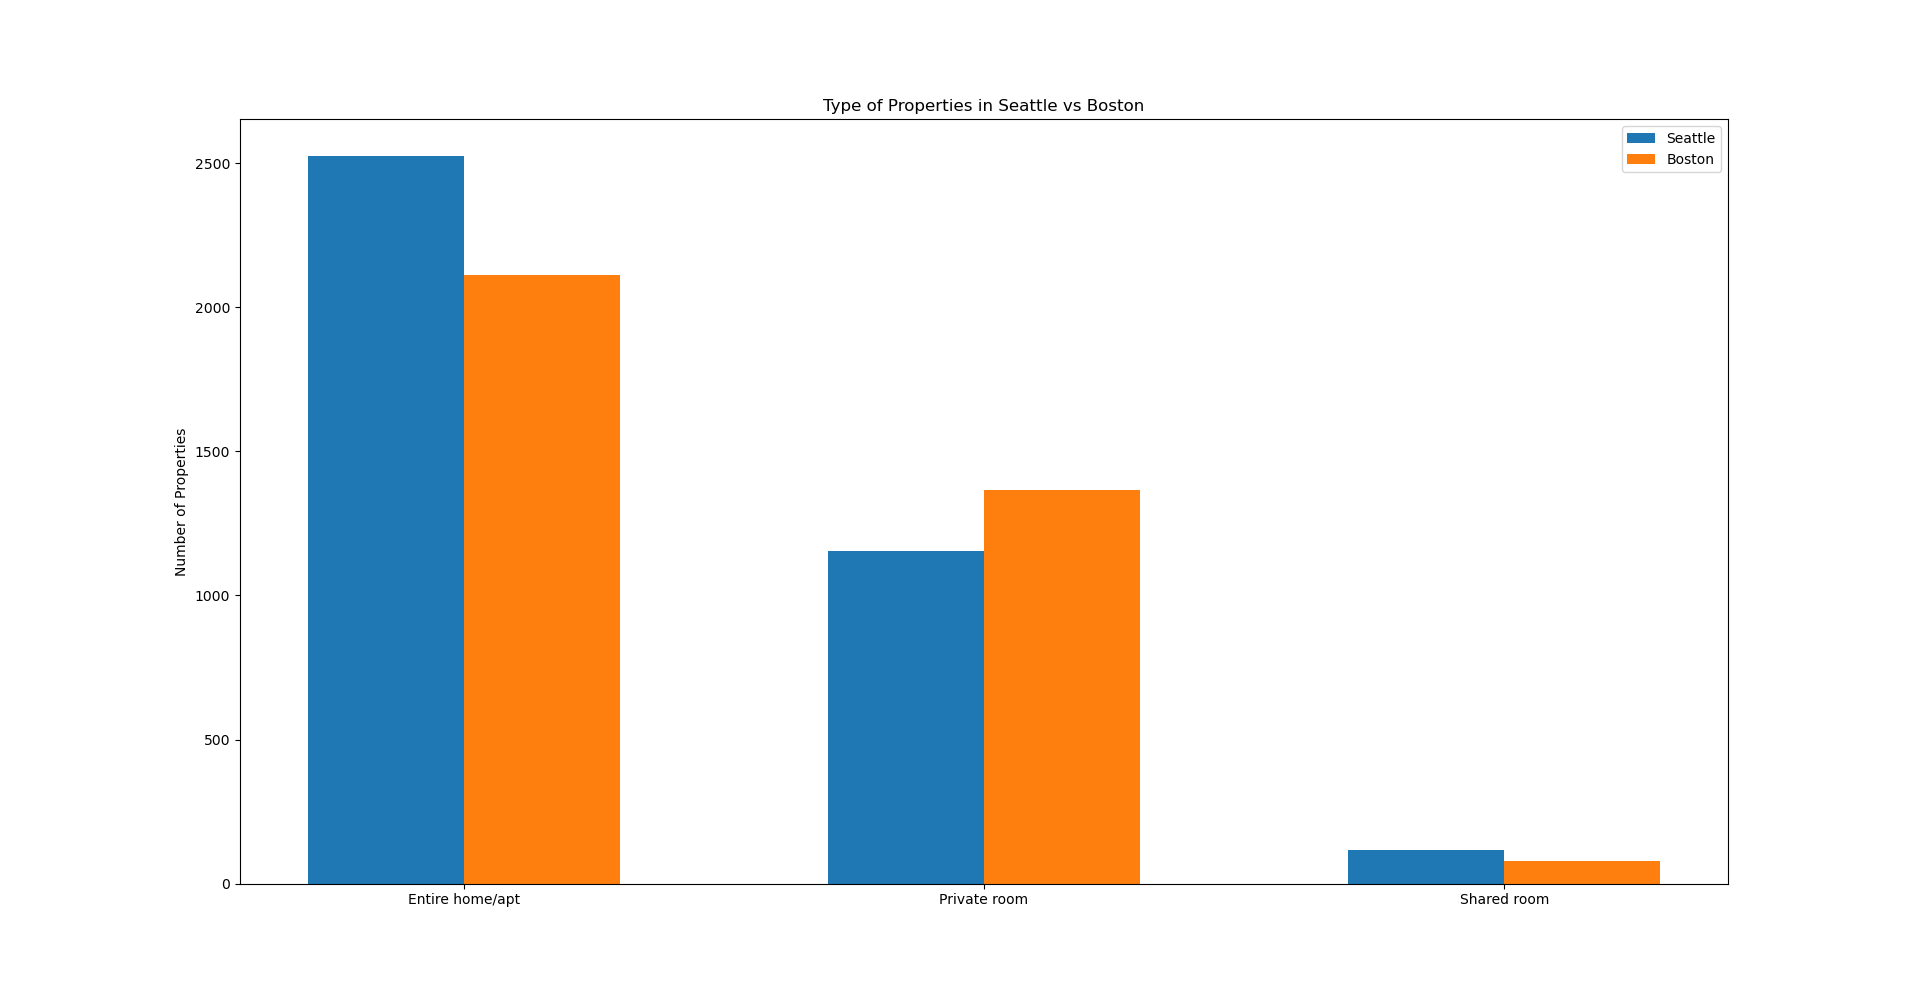 Type of Properties in Seattle vs Boston
Seattle
Boston
Number of Properties
2500
2000
1500
1000
500
0
Entire home/apt
Private room
Shared room